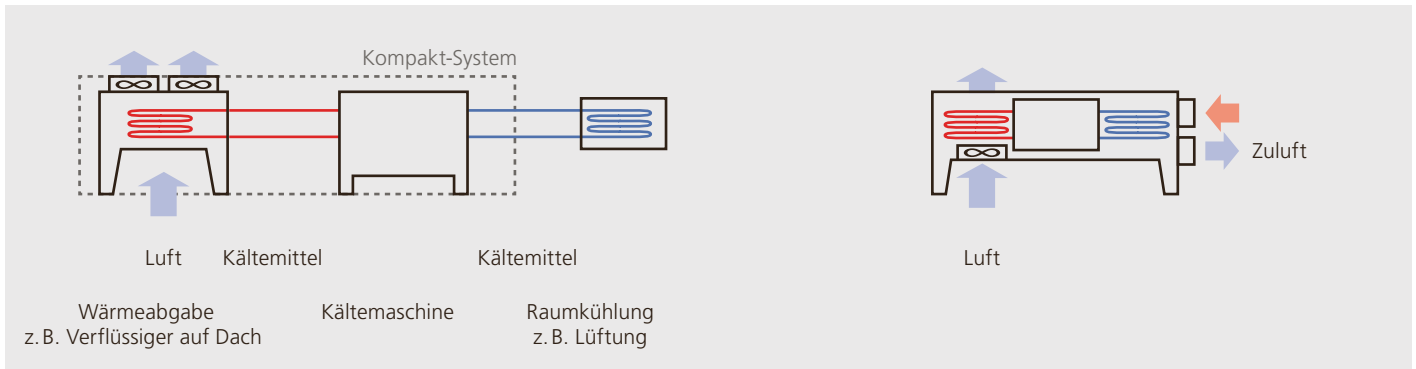 Kompakt-System
Zuluft
Luft Kältemittel Kältemittel Luft
Wärmeabgabe Kältemaschine Raumkühlung
z. B. Verflüssiger auf Dach z. B. Lüftung